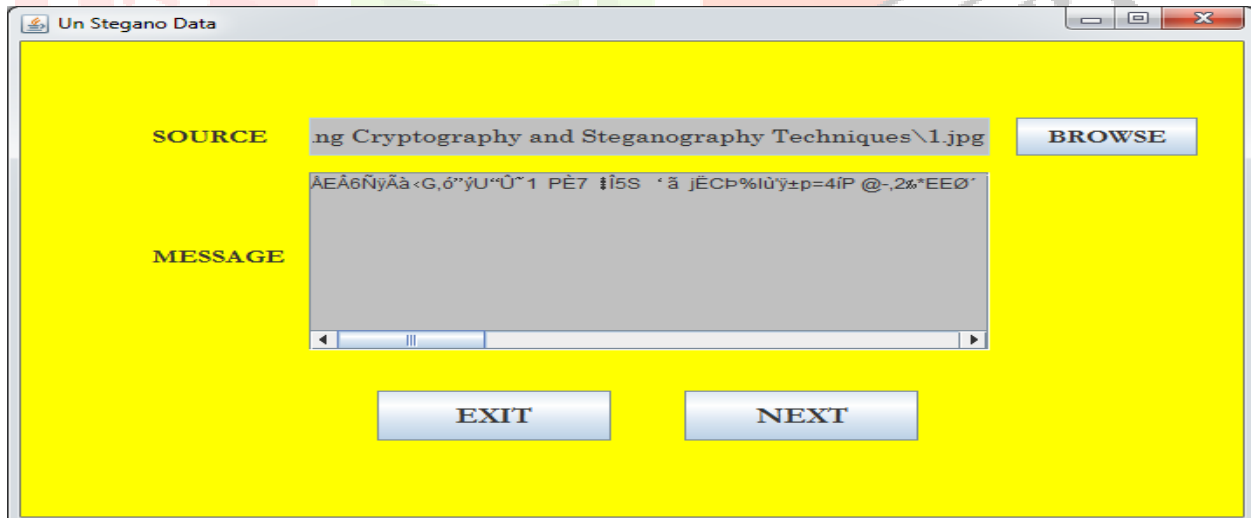 Un Stegano Data
SOURCE ng Cryptography and Steganography Techniques\1.jpg BROWSE
ÂEÂ6ÑÿÃà‹G,ó”ýU“Û˜1 PÈ7 ‡Î5S ‘ã jËCÞ%Iù'ÿ±p=4íP @-,2‰*EEØ´
MESSAGE
EXIT NEXT